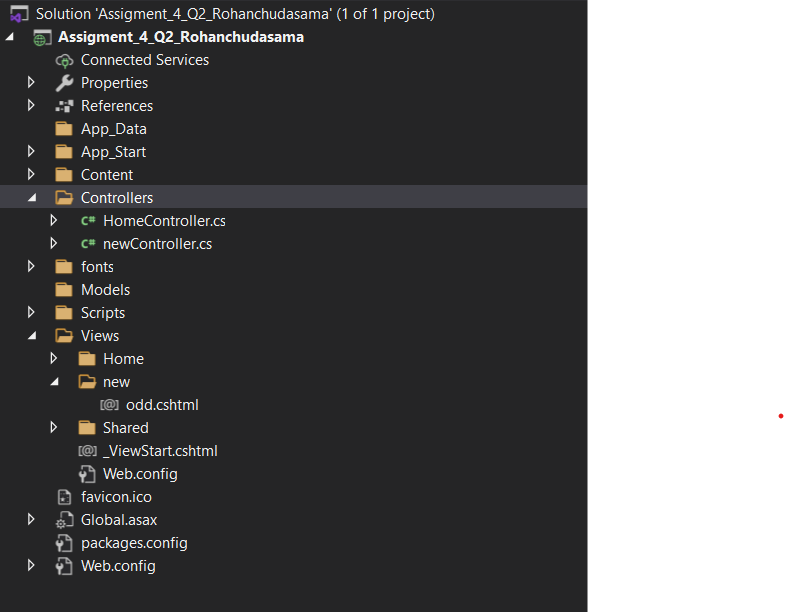 Solution 'Assigment_4_Q2_Rohanchudasama' (1 of 1 project)
Assigment_4_Q2_Rohanchudasama
Connected Services
Properties
References
App_Data
App_Start
Content
Controllers
C# HomeController.cs
C# newController.cs
fonts
Models
Scripts
Views
Home
new
[@] odd.cshtml
Shared
[@] _ViewStart.cshtml
Web.config
favicon.ico
Global.asax
packages.config
Web.config